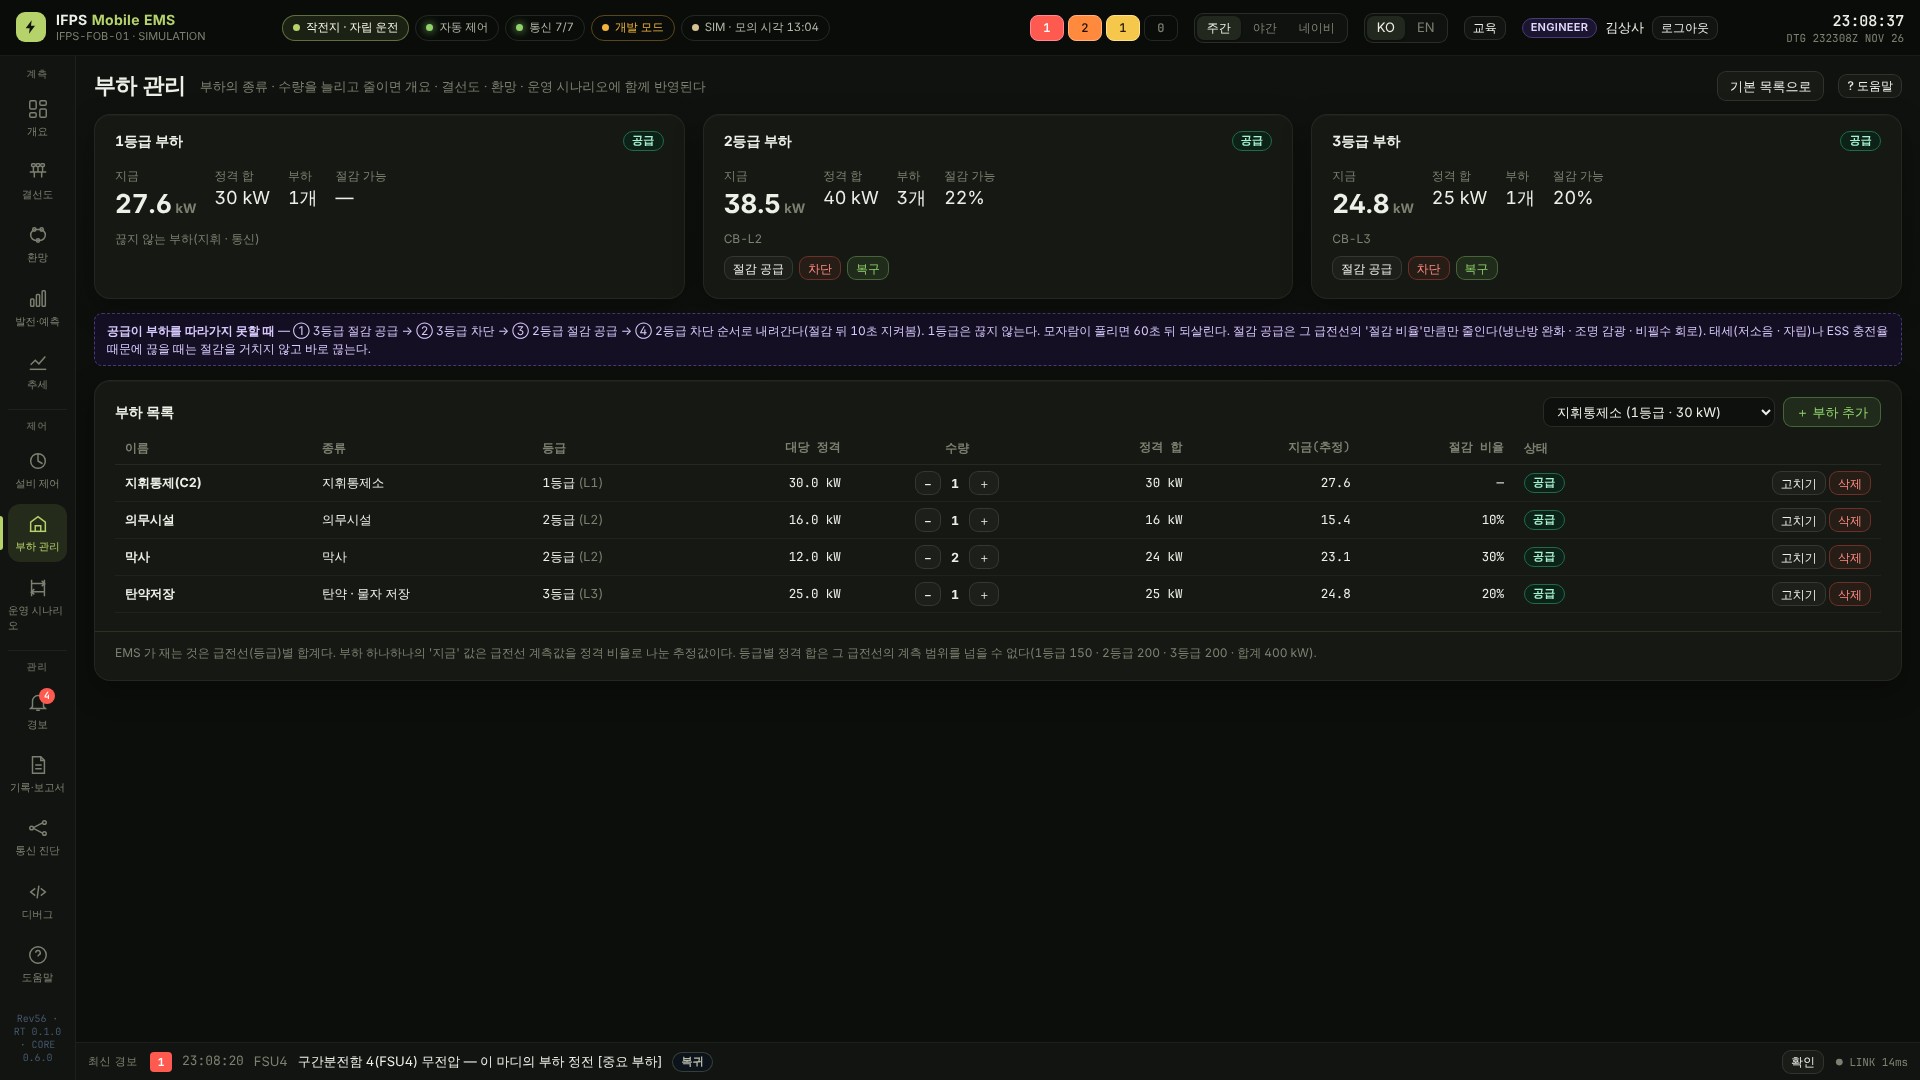 IFPS Mobile EMS
IFPS-FOB-01 · SIMULATION
작전지 · 자립 운전
자동 제어
통신 7/7
개발 모드
SIM · 모의 시각 13:04
1 2 1 0
주간 야간 네이비
KO EN
교육
ENGINEER 김상사 로그아웃
23:08:37
DTG 232308Z NOV 26
계측
개요
결선도
환망
발전·예측
추세
제어
설비 제어
부하 관리
운영 시나리
오
관리
4
경보
기록·보고서
통신 진단
디버그
도움말
Rev56 ·
RT 0.1.0
· CORE
0.6.0
부하 관리 부하의 종류 · 수량을 늘리고 줄이면 개요 · 결선도 · 환망 · 운영 시나리오에 함께 반영된다
기본 목록으로 ? 도움말
1등급 부하 공급
지금 정격 합 부하 절감 가능
27.6 kW 30 kW 1개 —
끊지 않는 부하(지휘 · 통신)
2등급 부하 공급
지금 정격 합 부하 절감 가능
38.5 kW 40 kW 3개 22%
CB-L2
절감 공급 차단 복구
3등급 부하 공급
지금 정격 합 부하 절감 가능
24.8 kW 25 kW 1개 20%
CB-L3
절감 공급 차단 복구
공급이 부하를 따라가지 못할 때 — ① 3등급 절감 공급 → ② 3등급 차단 → ③ 2등급 절감 공급 → ④ 2등급 차단 순서로 내려간다(절감 뒤 10초 지켜봄). 1등급은 끊지 않는다. 모자람이 풀리면 60초 뒤 되살린다. 절감 공급은 그 급전선의 '절감 비율'만큼만 줄인다(냉난방 완화 · 조명 감광 · 비필수 회로). 태세(저소음 · 자립)나 ESS 충전율
때문에 끊을 때는 절감을 거치지 않고 바로 끊는다.
부하 목록
지휘통제소 (1등급 · 30 kW) + 부하 추가
이름 종류 등급 대당 정격 수량 정격 합 지금(추정) 절감 비율 상태
지휘통제(C2) 지휘통제소 1등급 (L1) 30.0 kW − 1 + 30 kW 27.6 — 공급 고치기 삭제
의무시설 의무시설 2등급 (L2) 16.0 kW − 1 + 16 kW 15.4 10% 공급 고치기 삭제
막사 막사 2등급 (L2) 12.0 kW − 2 + 24 kW 23.1 30% 공급 고치기 삭제
탄약저장 탄약 · 물자 저장 3등급 (L3) 25.0 kW − 1 + 25 kW 24.8 20% 공급 고치기 삭제
EMS 가 재는 것은 급전선(등급)별 합계다. 부하 하나하나의 '지금' 값은 급전선 계측값을 정격 비율로 나눈 추정값이다. 등급별 정격 합은 그 급전선의 계측 범위를 넘을 수 없다(1등급 150 · 2등급 200 · 3등급 200 · 합계 400 kW).
최신 경보 1 23:08:20 FSU4 구간분전함 4(FSU4) 무전압 — 이 마디의 부하 정전 [중요 부하] 복귀
확인 LINK 14ms